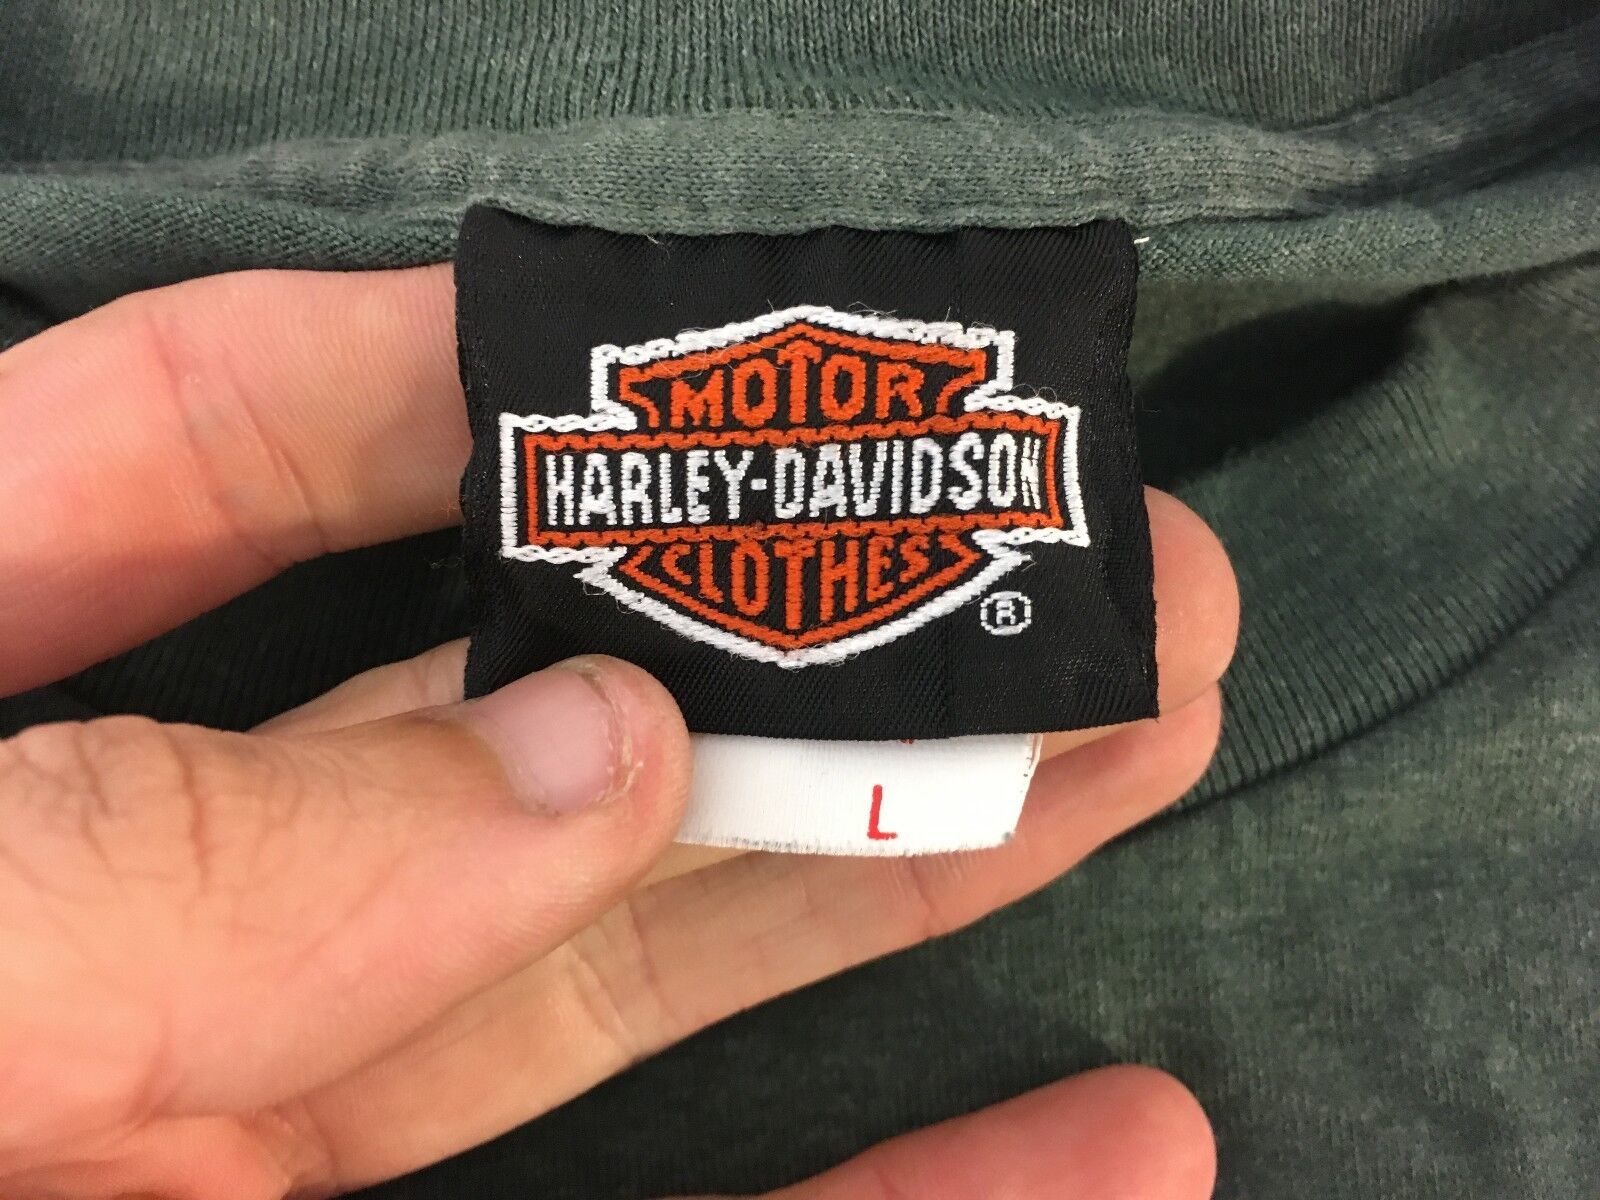 MOTOR
HARLEY-DAVIDSON
CLOTHES
®
L